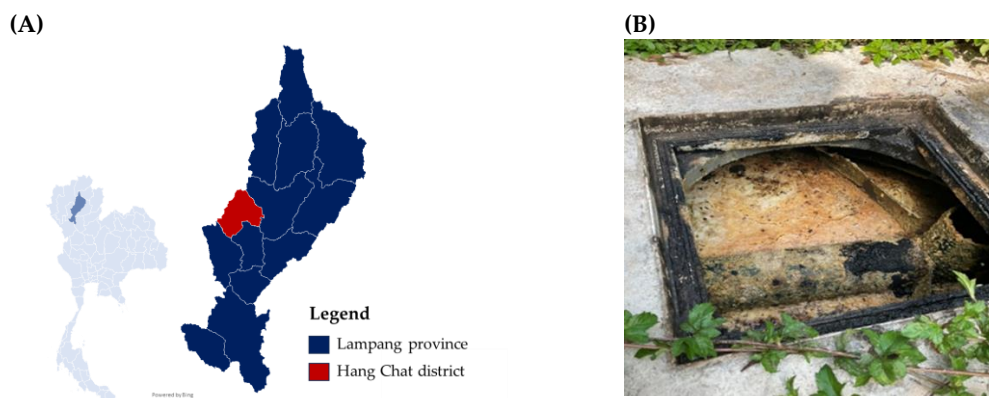 (A)
(B)
Legend
Lampang province
Hang Chat district
Powered by Bing